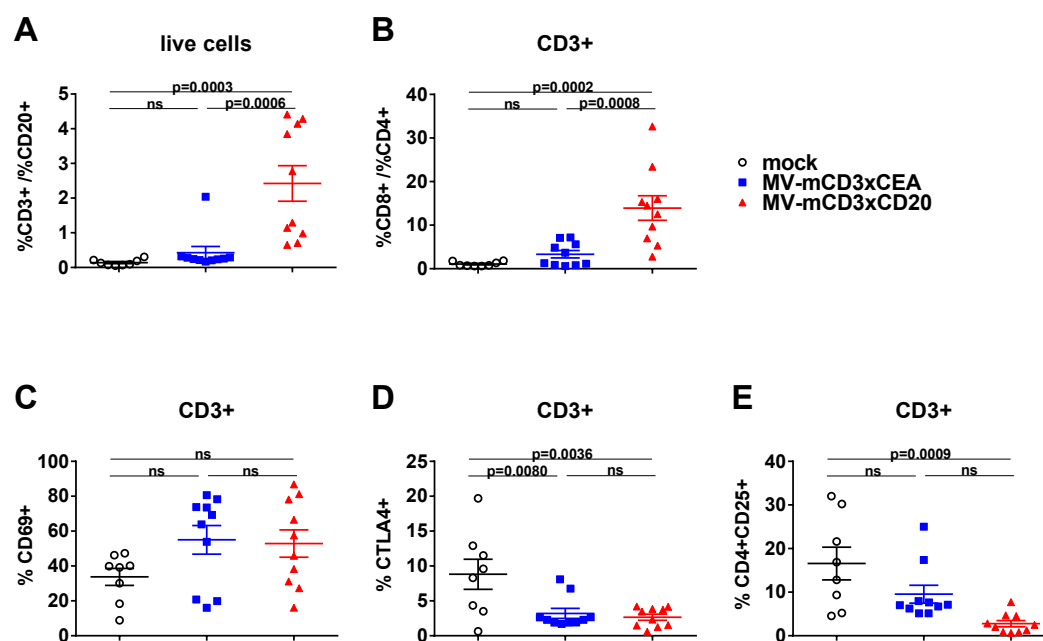 A
live cells
p=0.0003
ns
p=0.0006
%CD3+ /%CD20+
5
4
3
2
1
0
B
CD3+
p=0.0002
ns
p=0.0008
%CD8+ /%CD4+
40
30
20
10
0
mock
MV-mCD3xCEA
MV-mCD3xCD20
C
CD3+
ns
ns
ns
% CD69+
100
80
60
40
20
0
D
CD3+
p=0.0036
p=0.0080
ns
% CTLA4+
25
20
15
10
5
0
E
CD3+
p=0.0009
ns
ns
% CD4+CD25+
40
30
20
10
0